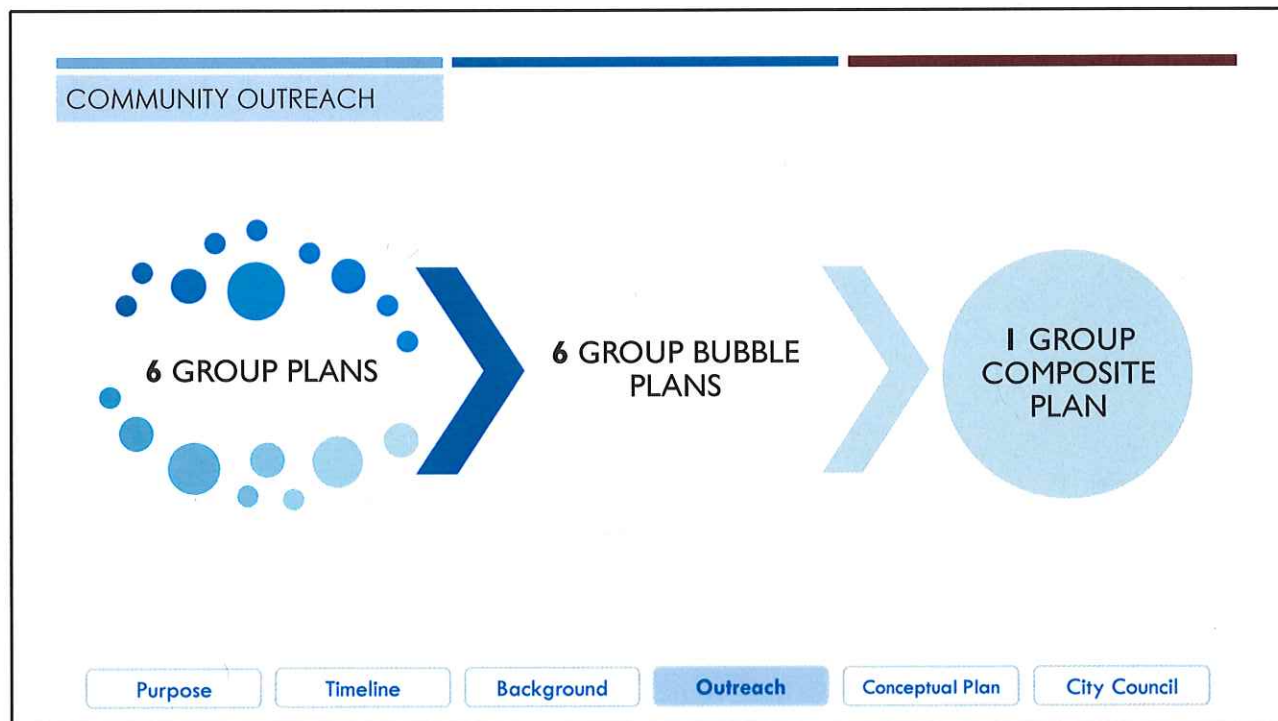 COMMUNITY OUTREACH
6 GROUP PLANS
6 GROUP BUBBLE
PLANS
1 GROUP
COMPOSITE
PLAN
Purpose
Timeline
Background
Outreach
Conceptual Plan
City Council